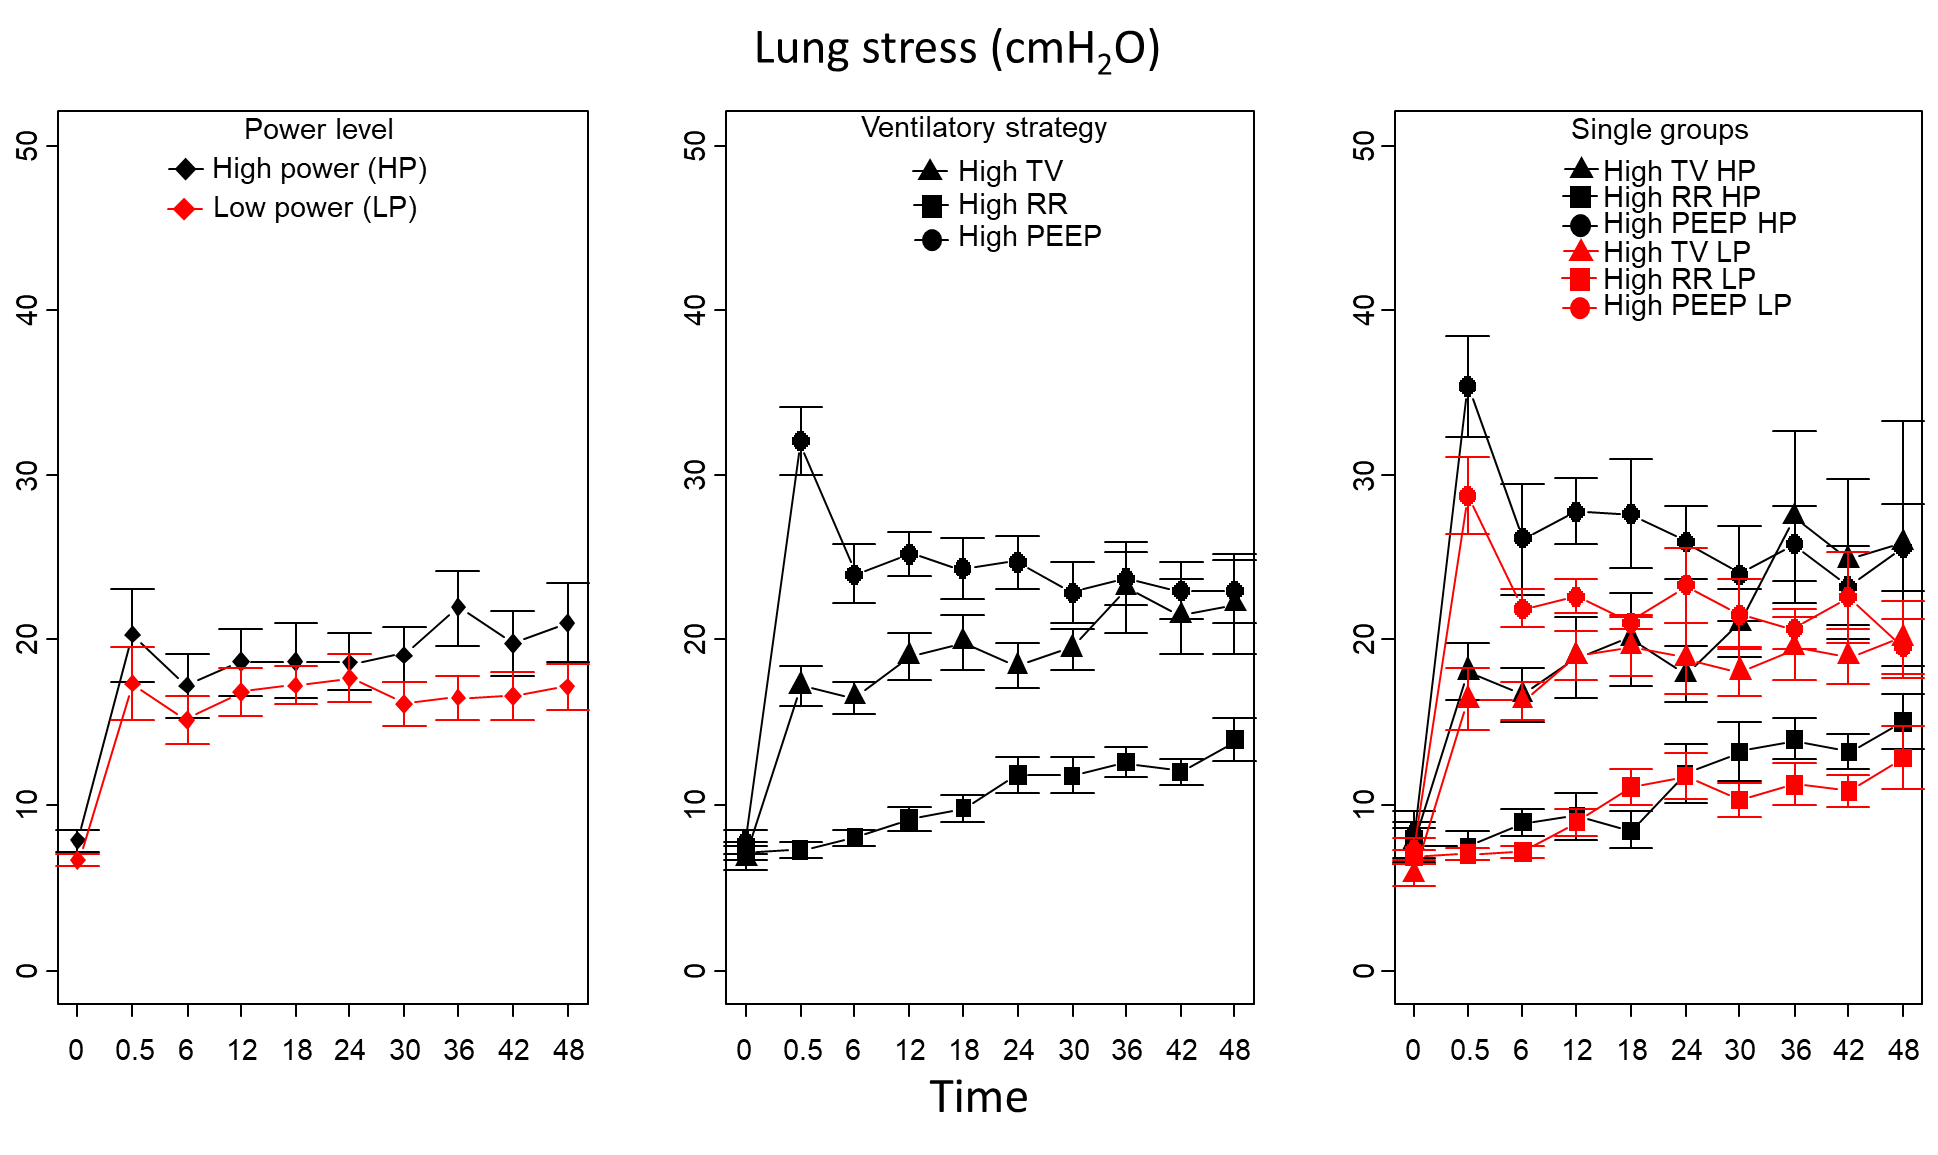 Lung stress (cmH₂O)
Power level
High power (HP)
Low power (LP)
50
40
30
20
10
0
0 0.5 6 12 18 24 30 36 42 48
Ventilatory strategy
High TV
High RR
High PEEP
50
40
30
20
10
0
0 0.5 6 12 18 24 30 36 42 48
Single groups
High TV HP
High RR HP
High PEEP HP
High TV LP
High RR LP
High PEEP LP
50
40
30
20
10
0
0 0.5 6 12 18 24 30 36 42 48
Time